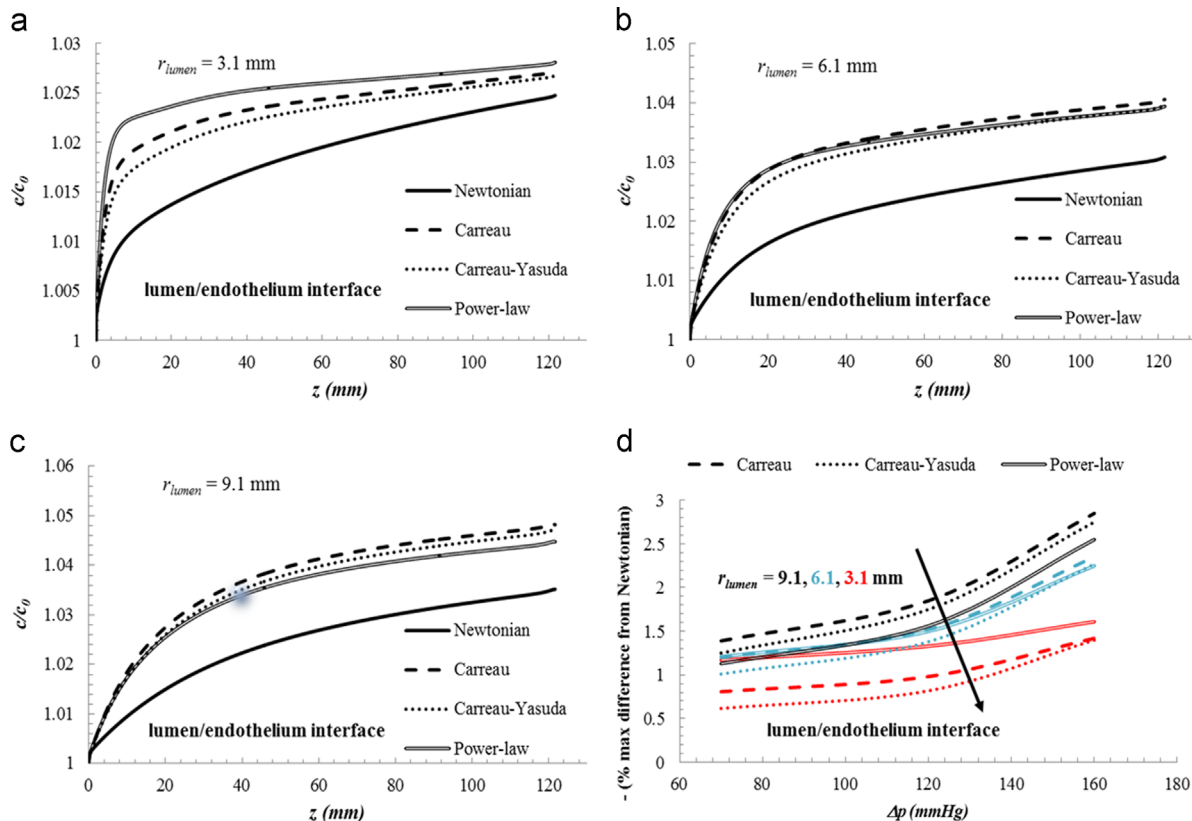 a
c/c0
1.03
1.025
1.02
1.015
1.01
1.005
1
rlumen = 3.1 mm
Newtonian
Carreau
Carreau-Yasuda
Power-law
lumen/endothelium interface
0 20 40 60 80 100 120
z (mm)
b
c/c0
1.05
1.04
1.03
1.02
1.01
1
rlumen = 6.1 mm
Newtonian
Carreau
Carreau-Yasuda
Power-law
lumen/endothelium interface
0 20 40 60 80 100 120
z (mm)
c
c/c0
1.06
1.05
1.04
1.03
1.02
1.01
1
rlumen = 9.1 mm
Newtonian
Carreau
Carreau-Yasuda
Power-law
lumen/endothelium interface
0 20 40 60 80 100 120
z (mm)
d
Carreau Carreau-Yasuda Power-law
- (% max difference from Newtonian)
3
2.5
2
1.5
1
0.5
0
rlumen = 9.1, 6.1, 3.1 mm
lumen/endothelium interface
60 80 100 120 140 160 180
Δp (mmHg)